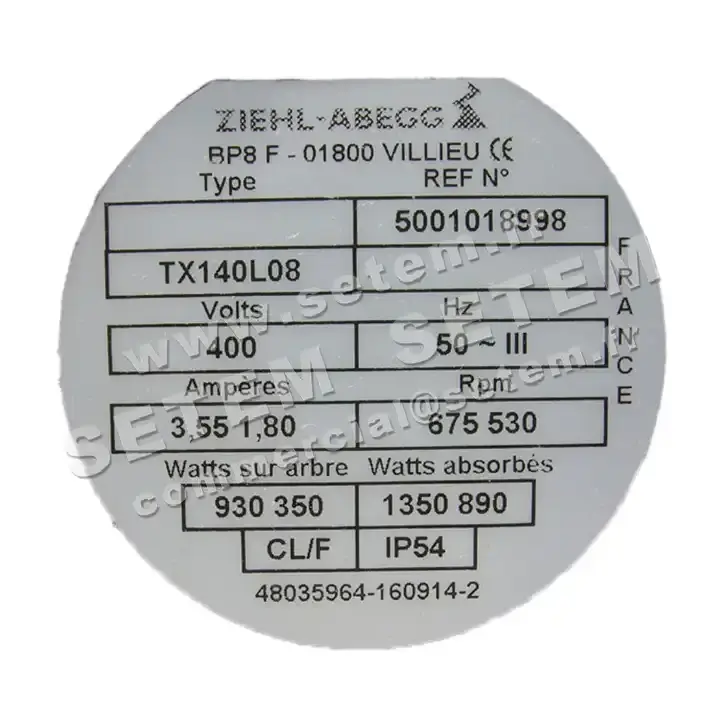 ZIEHL-ABEGG
BP8 F - 01800 VILLIEU CE
Type REF N°
5001018998
TX140L08
Volts Hz
400 50 ~ III
Ampères Rpm
3,55 1,80 675 530
Watts sur arbre Watts absorbés
930 350 1350 890
CL/F IP54
48035964-160914-2
FRANCE
www.setem.fr
SETEM SETEM
commercial@setem.fr